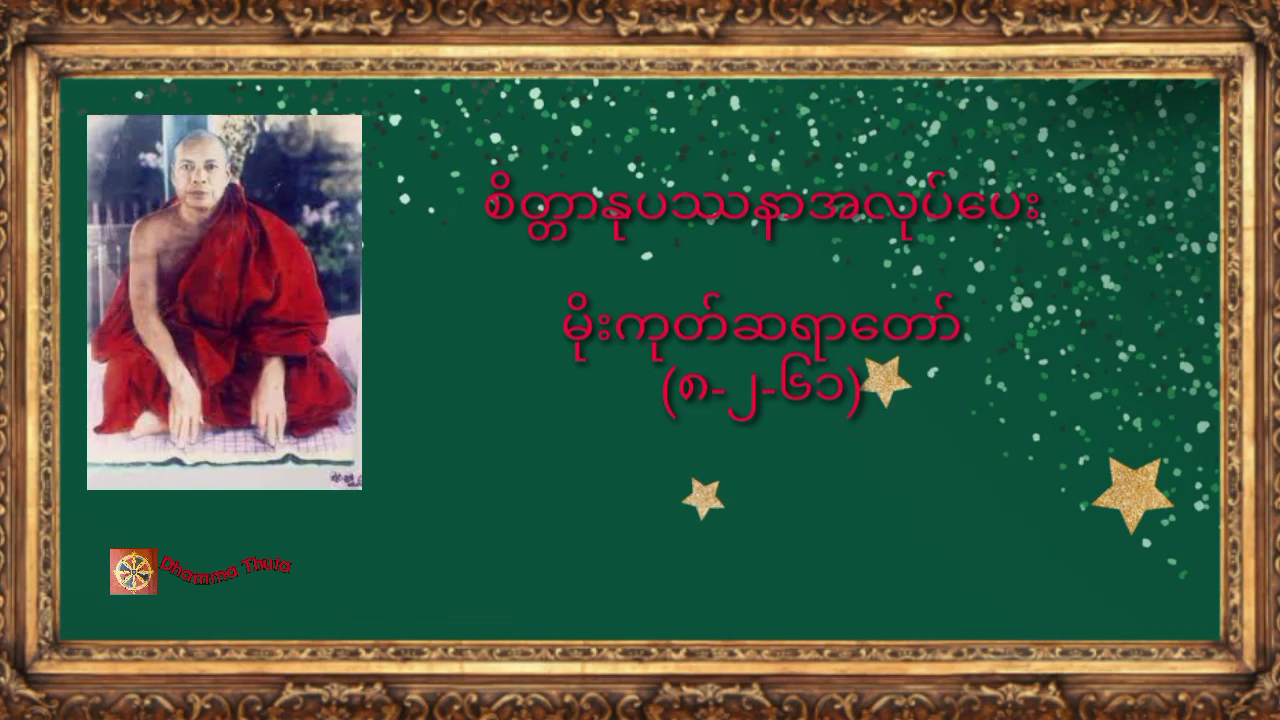 စိတ္တာနုပဿနာအလုပ်ပေး
မိုးကုတ်ဆရာတော်
(၈-၂-၆၁)
Dhamma Thuta